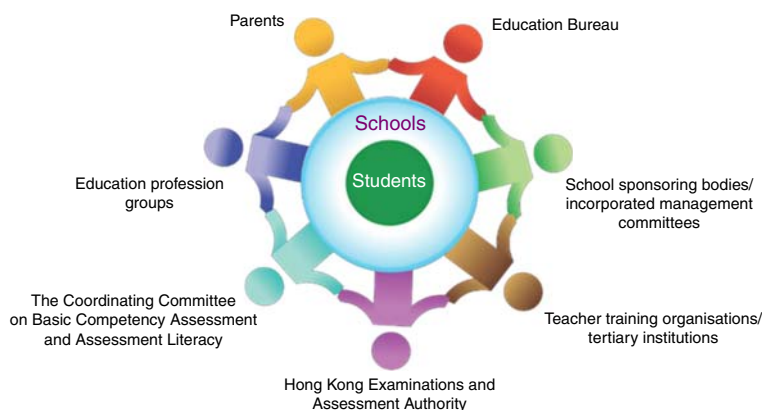 Parents
Education Bureau
Schools
Students
Education profession
groups
School sponsoring bodies/
incorporated management
committees
The Coordinating Committee
on Basic Competency Assessment
and Assessment Literacy
Teacher training organisations/
tertiary institutions
Hong Kong Examinations and
Assessment Authority